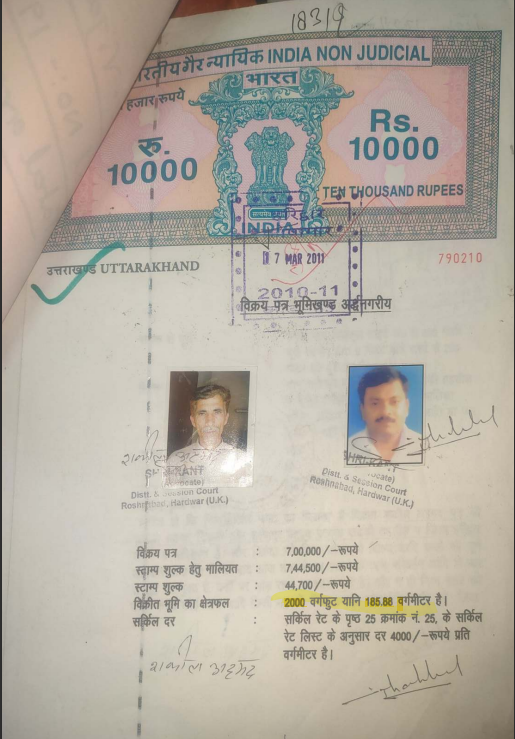 18319
भारतीय गैर न्यायिक INDIA NON JUDICIAL
भारत
हजार रुपये
रु.
10000
Rs.
10000
TEN THOUSAND RUPEES
INDIA
17 MAR 2011
2010-11
उत्तराखण्ड UTTARAKHAND
790210
विक्रय पत्र भूमिखण्ड अर्द्धनगरीय
Distt. & Session Court
Roshnabad, Hardwar (U.K.)
Distt. & Session Court
Roshnabad, Hardwar (U.K.)
विक्रय पत्र : 7,00,000/–रूपये
स्टाम्प शुल्क हेतु मालियत : 7,44,500/–रूपये
स्टाम्प शुल्क : 44,700/–रूपये
विक्रीत भूमि का क्षेत्रफल : 2000 वर्गफुट यानि 185.88 वर्गमीटर है।
सर्किल दर : सर्किल रेट के पृष्ठ 25 क्रमांक नं. 25, के सर्किल
रेट लिस्ट के अनुसार दर 4000/–रूपये प्रति
वर्गमीटर है।